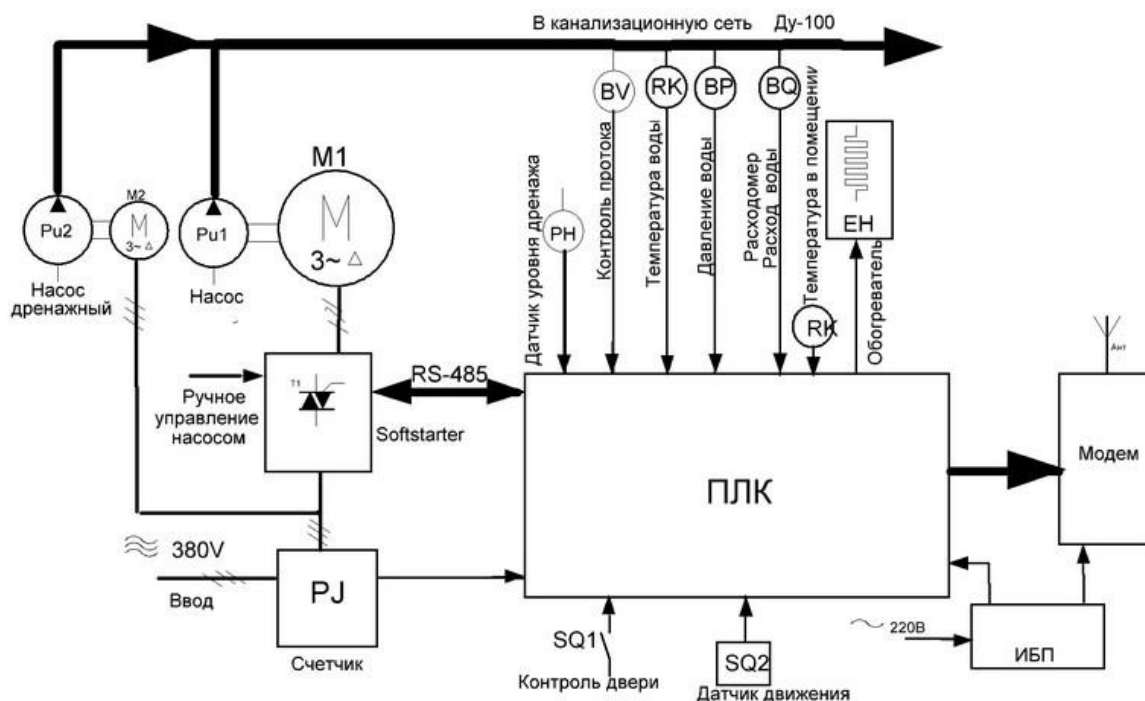 В канализационную сеть Ду-100
BV
RK
BP
BQ
Контроль протока
Температура воды
Давление воды
Расходомер
Расход воды
Температура в помещении
RK
EH
Обогреватель
Датчик уровня дренажа
PH
M1
M
3~ △
M2
M
3~ △
Pu2
Pu1
Насос
дренажный
Насос
Ручное
управление
насосом
T1
RS-485
Softstarter
ПЛК
Ант
Модем
380V
Ввод
PJ
Счетчик
SQ1
Контроль двери
SQ2
Датчик движения
~ 220В
ИБП